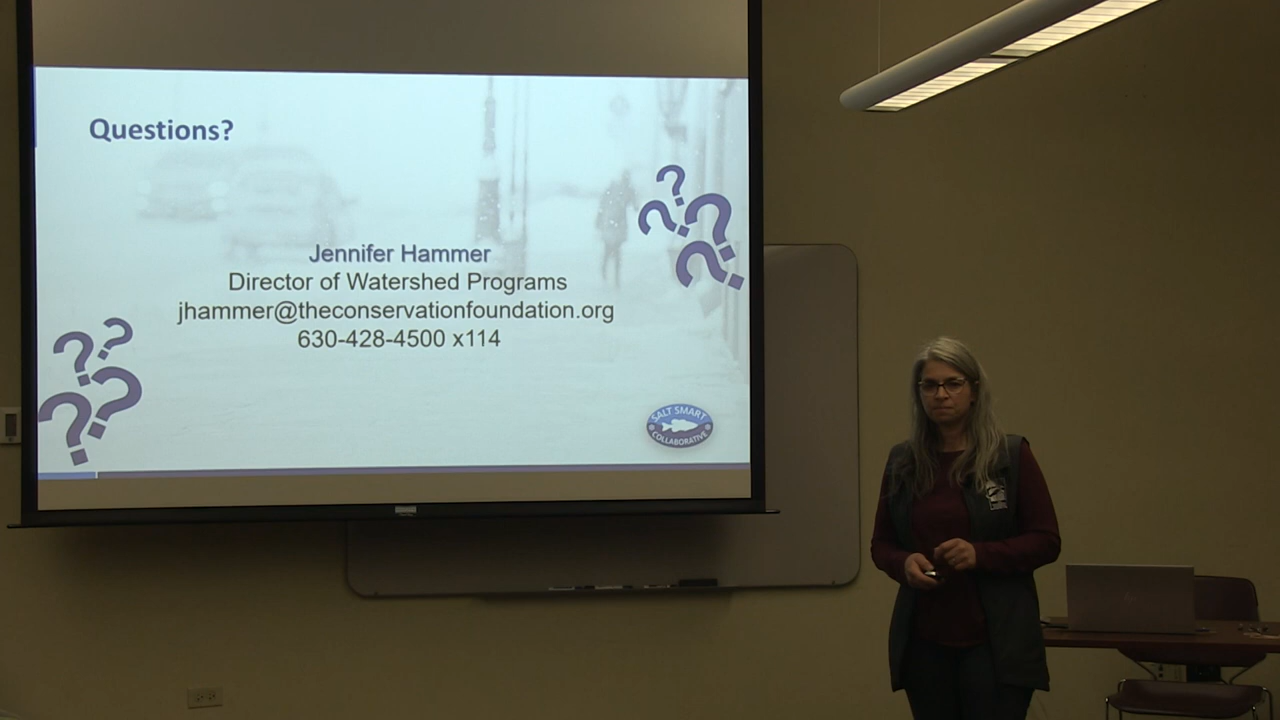 Questions?
Jennifer Hammer
Director of Watershed Programs
jhammer@theconservationfoundation.org
630-428-4500 x114
SALT SMART
COLLABORATIVE